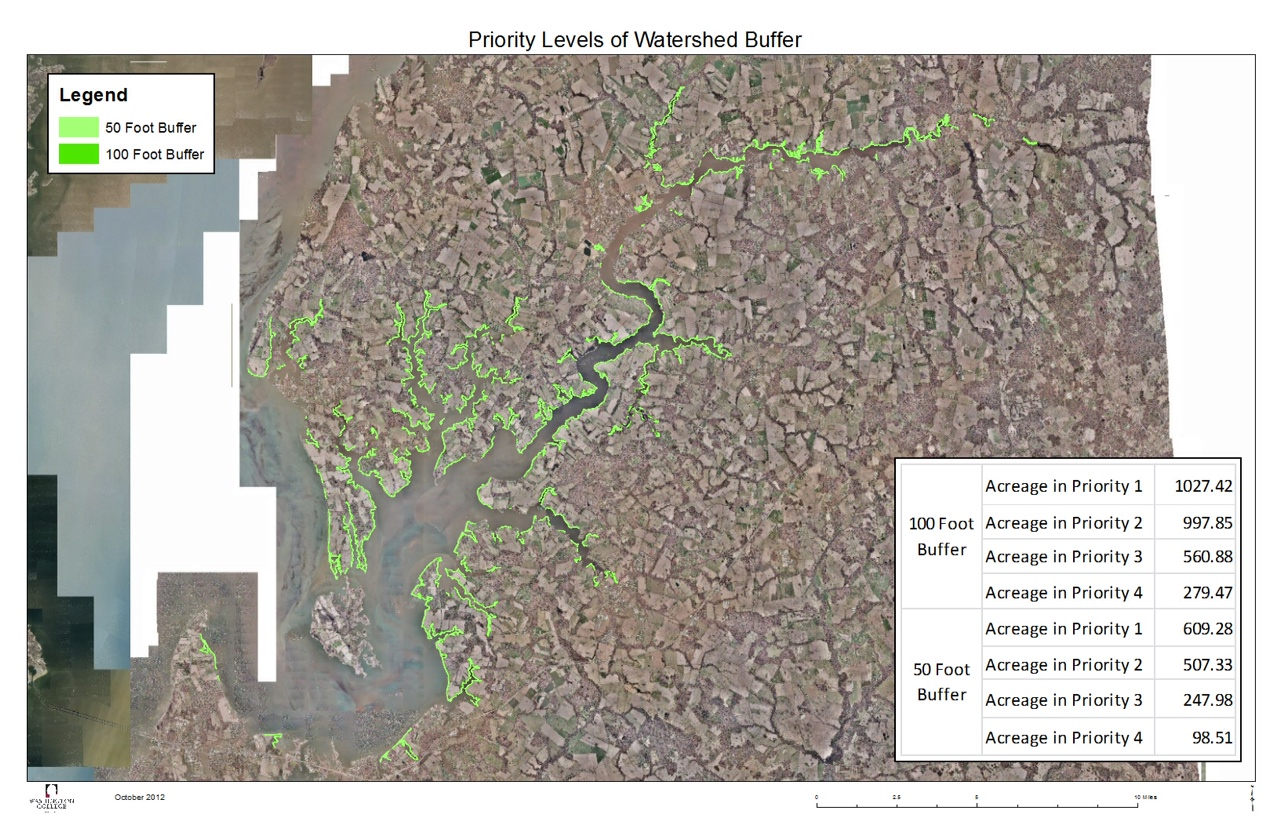 Priority Levels of Watershed Buffer
Legend
50 Foot Buffer
100 Foot Buffer
100 Foot Buffer
Acreage in Priority 1 1027.42
Acreage in Priority 2 997.85
Acreage in Priority 3 560.88
Acreage in Priority 4 279.47
50 Foot Buffer
Acreage in Priority 1 609.28
Acreage in Priority 2 507.33
Acreage in Priority 3 247.98
Acreage in Priority 4 98.51
WASHINGTON
COLLEGE
October 2012
0 2.5 5 10 Miles